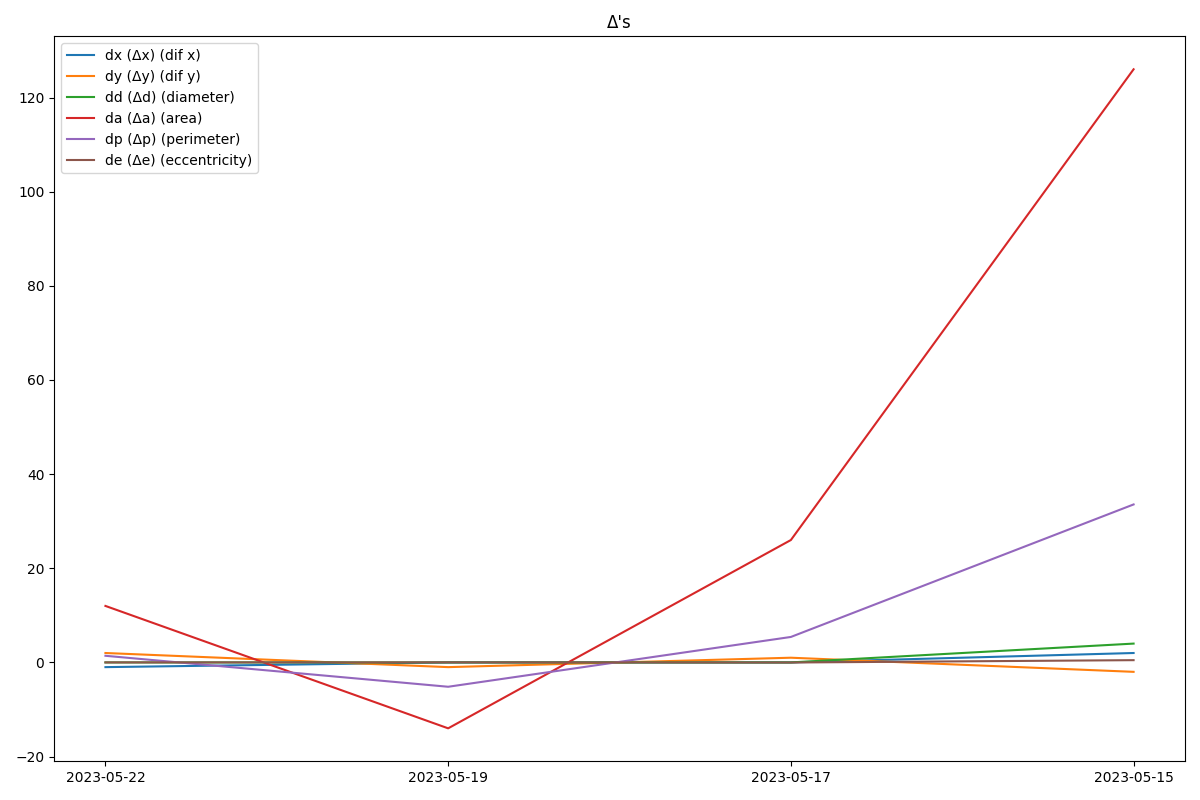 Δ's
dx (Δx) (dif x)
dy (Δy) (dif y)
dd (Δd) (diameter)
da (Δa) (area)
dp (Δp) (perimeter)
de (Δe) (eccentricity)
120
100
80
60
40
20
0
−20
2023-05-22 2023-05-19 2023-05-17 2023-05-15